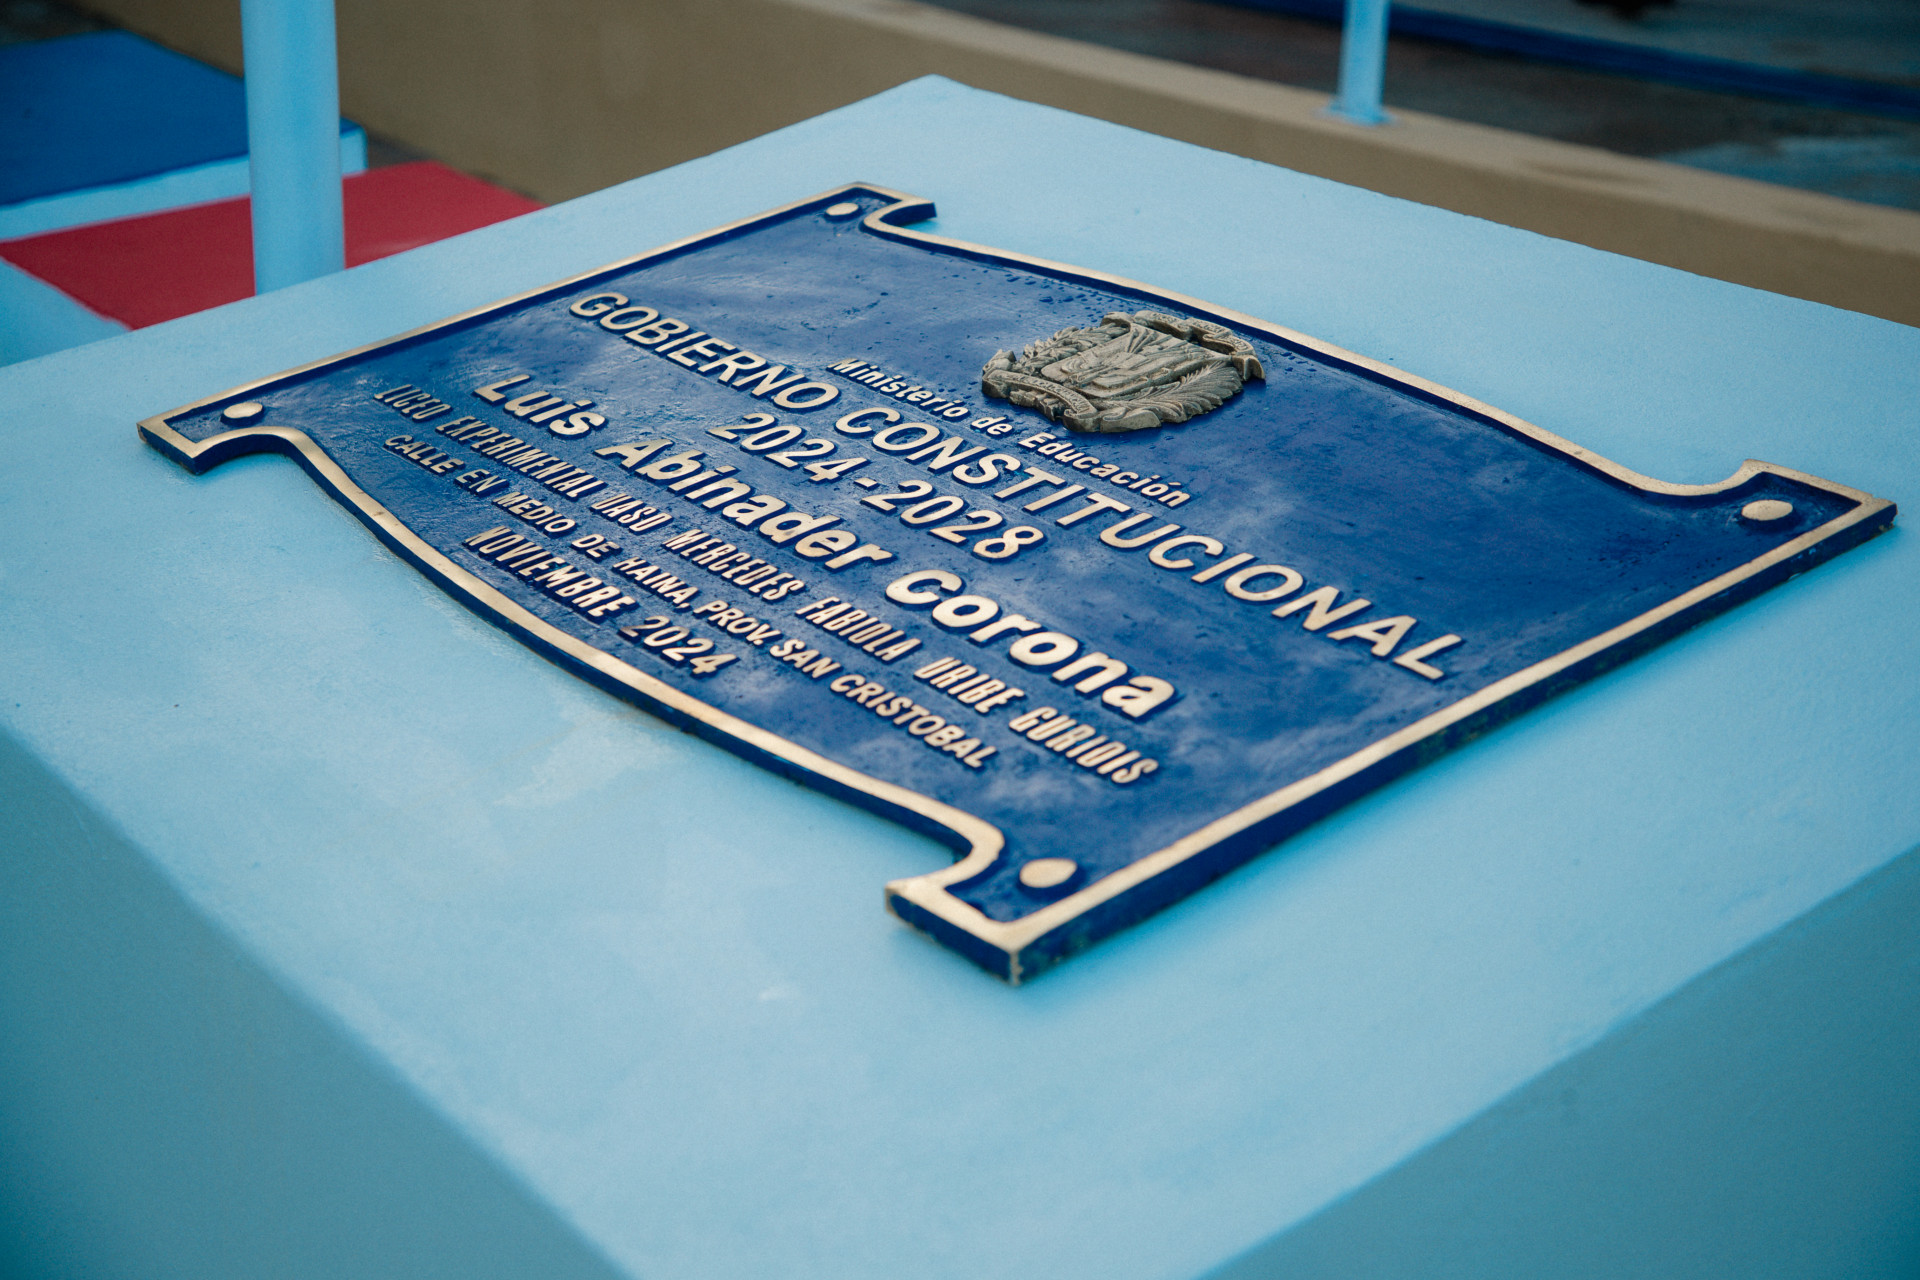 Ministerio de Educación
GOBIERNO CONSTITUCIONAL
2024-2028
Luis Abinader Corona
LICEO EXPERIMENTAL UASD MERCEDES FABIOLA URIBE GURIDIS
CALLE EN MEDIO DE HAINA, PROV. SAN CRISTOBAL
NOVIEMBRE 2024